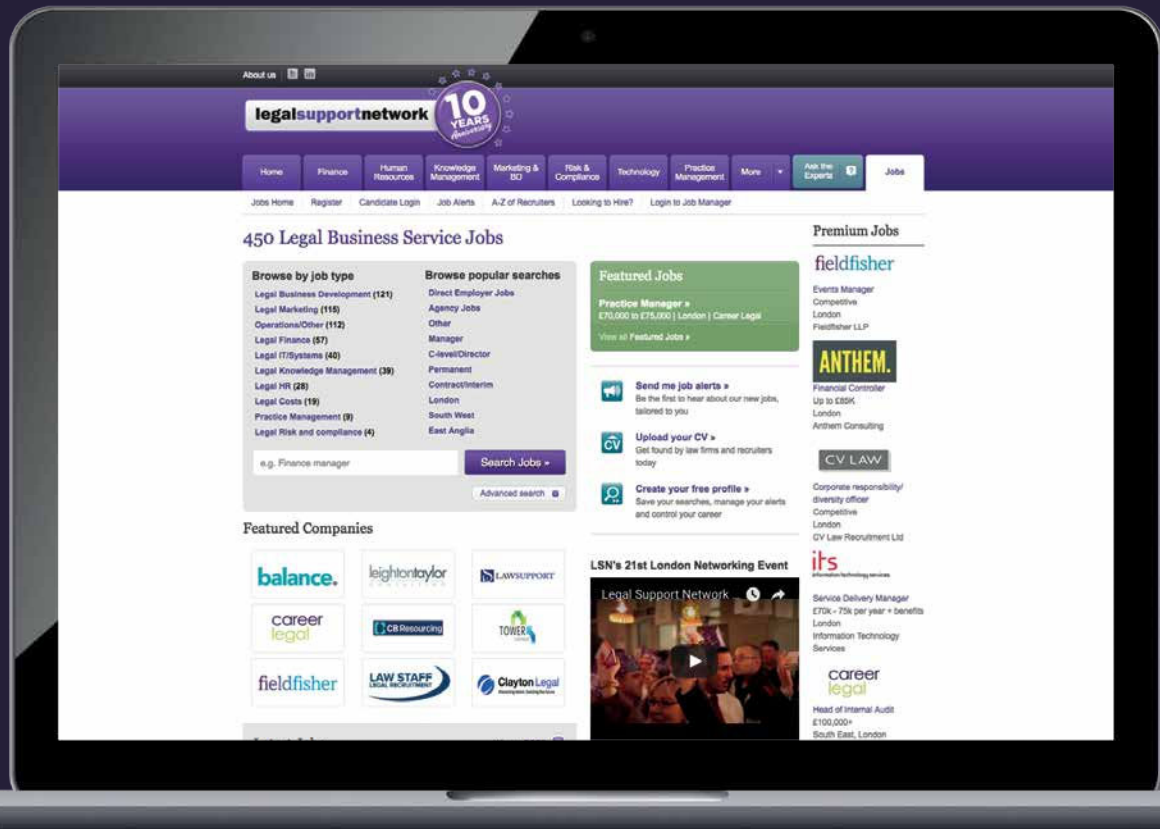 About us
legalsupportnetwork
10
YEARS
Anniversary
Home
Finance
Human
Resources
Knowledge
Management
Marketing &
BD
Risk &
Compliance
Technology
Practice
Management
More
Ask the
Experts
?
Jobs
Jobs Home Register Candidate Login Job Alerts A-Z of Recruiters Looking to Hire? Login to Job Manager
450 Legal Business Service Jobs
Browse by job type
Legal Business Development (121)
Legal Marketing (115)
Operations/Other (112)
Legal Finance (57)
Legal IT/Systems (40)
Legal Knowledge Management (39)
Legal HR (28)
Legal Costs (19)
Practice Management (9)
Legal Risk and compliance (4)
Browse popular searches
Direct Employer Jobs
Agency Jobs
Other
Manager
C-level/Director
Permanent
Contract/Interim
London
South West
East Anglia
e.g. Finance manager
Search Jobs »
Advanced search
Featured Companies
balance.
leightontaylor
LAWSUPPORT
career
legal
CB Resourcing
TOWER
fieldfisher
LAW STAFF
LEGAL RECRUITMENT
Clayton Legal
Featured Jobs
Practice Manager »
£70,000 to £75,000 | London | Career Legal
View all Featured Jobs »
Send me job alerts »
Be the first to hear about our new jobs,
tailored to you
CV
Upload your CV »
Get found by law firms and recruiters
today
Create your free profile »
Save your searches, manage your alerts
and control your career
LSN's 21st London Networking Event
Legal Support Network ...
Premium Jobs
fieldfisher
Events Manager
Competitive
London
Fieldfisher LLP
ANTHEM.
Financial Controller
Up to £85K
London
Anthem Consulting
CV LAW
Corporate responsibility/
diversity officer
Competitive
London
CV Law Recruitment Ltd
its
information technology services
Service Delivery Manager
£70k - 75k per year + benefits
London
Information Technology
Services
career
legal
Head of Internal Audit
£100,000+
South East, London